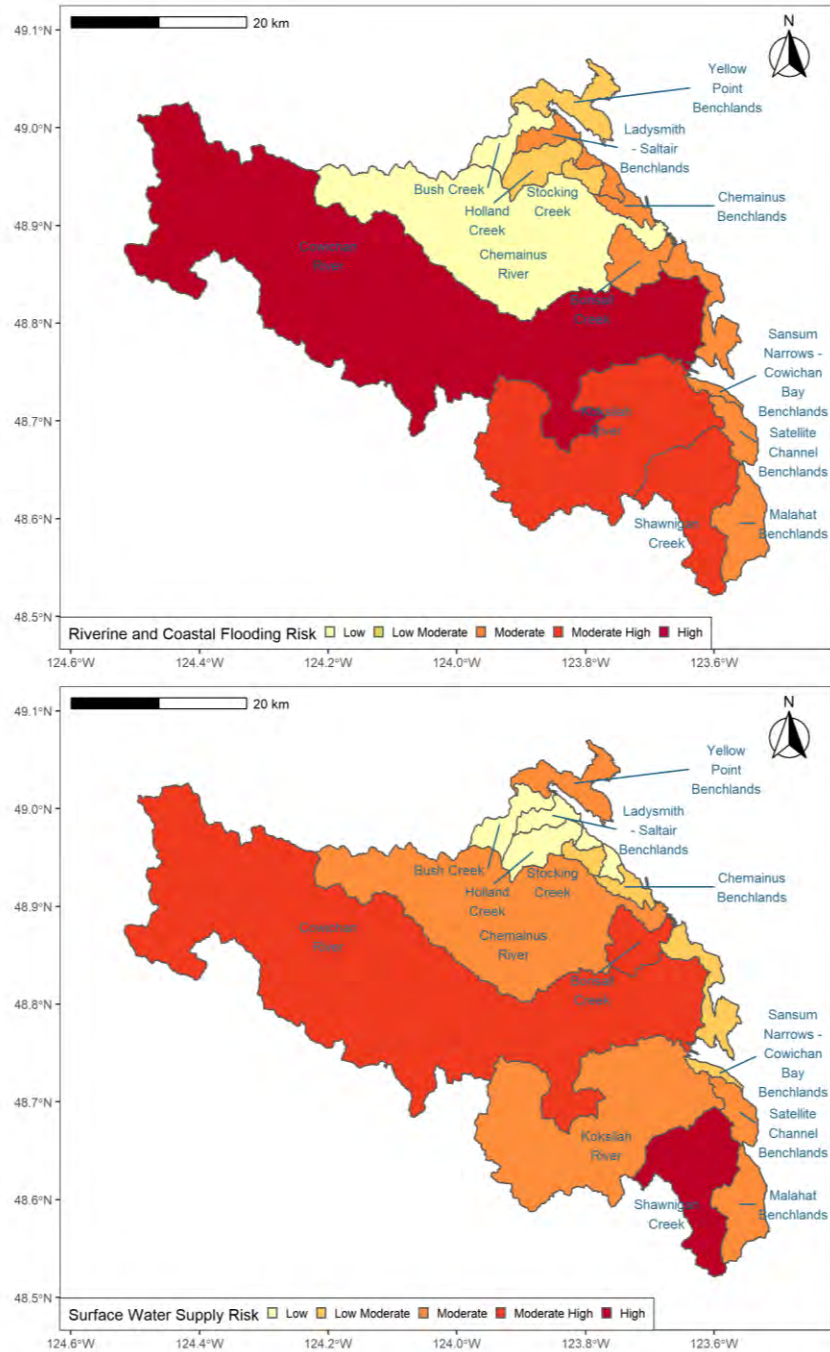 49.1°N
20 km
N
Yellow
Point
Benchlands
49.0°N
Ladysmith
- Saltair
Benchlands
Bush Creek
Stocking
Creek
Holland
Creek
Chemainus
Benchlands
48.9°N
Cowichan
River
Chemainus
River
Bonsall
Creek
48.8°N
Sansum
Narrows -
Cowichan
Bay
Benchlands
48.7°N
Koksilah
River
Satellite
Channel
Benchlands
48.6°N
Shawnigan
Creek
Malahat
Benchlands
48.5°N
Riverine and Coastal Flooding Risk Low Low Moderate Moderate Moderate High High
124.6°W 124.4°W 124.2°W 124.0°W 123.8°W 123.6°W
49.1°N
20 km
N
Yellow
Point
Benchlands
49.0°N
Ladysmith
- Saltair
Benchlands
Bush Creek
Stocking
Creek
Holland
Creek
Chemainus
Benchlands
48.9°N
Cowichan
River
Chemainus
River
Bonsall
Creek
48.8°N
Sansum
Narrows -
Cowichan
Bay
Benchlands
48.7°N
Koksilah
River
Satellite
Channel
Benchlands
48.6°N
Shawnigan
Creek
Malahat
Benchlands
48.5°N
Surface Water Supply Risk Low Low Moderate Moderate Moderate High High
124.6°W 124.4°W 124.2°W 124.0°W 123.8°W 123.6°W